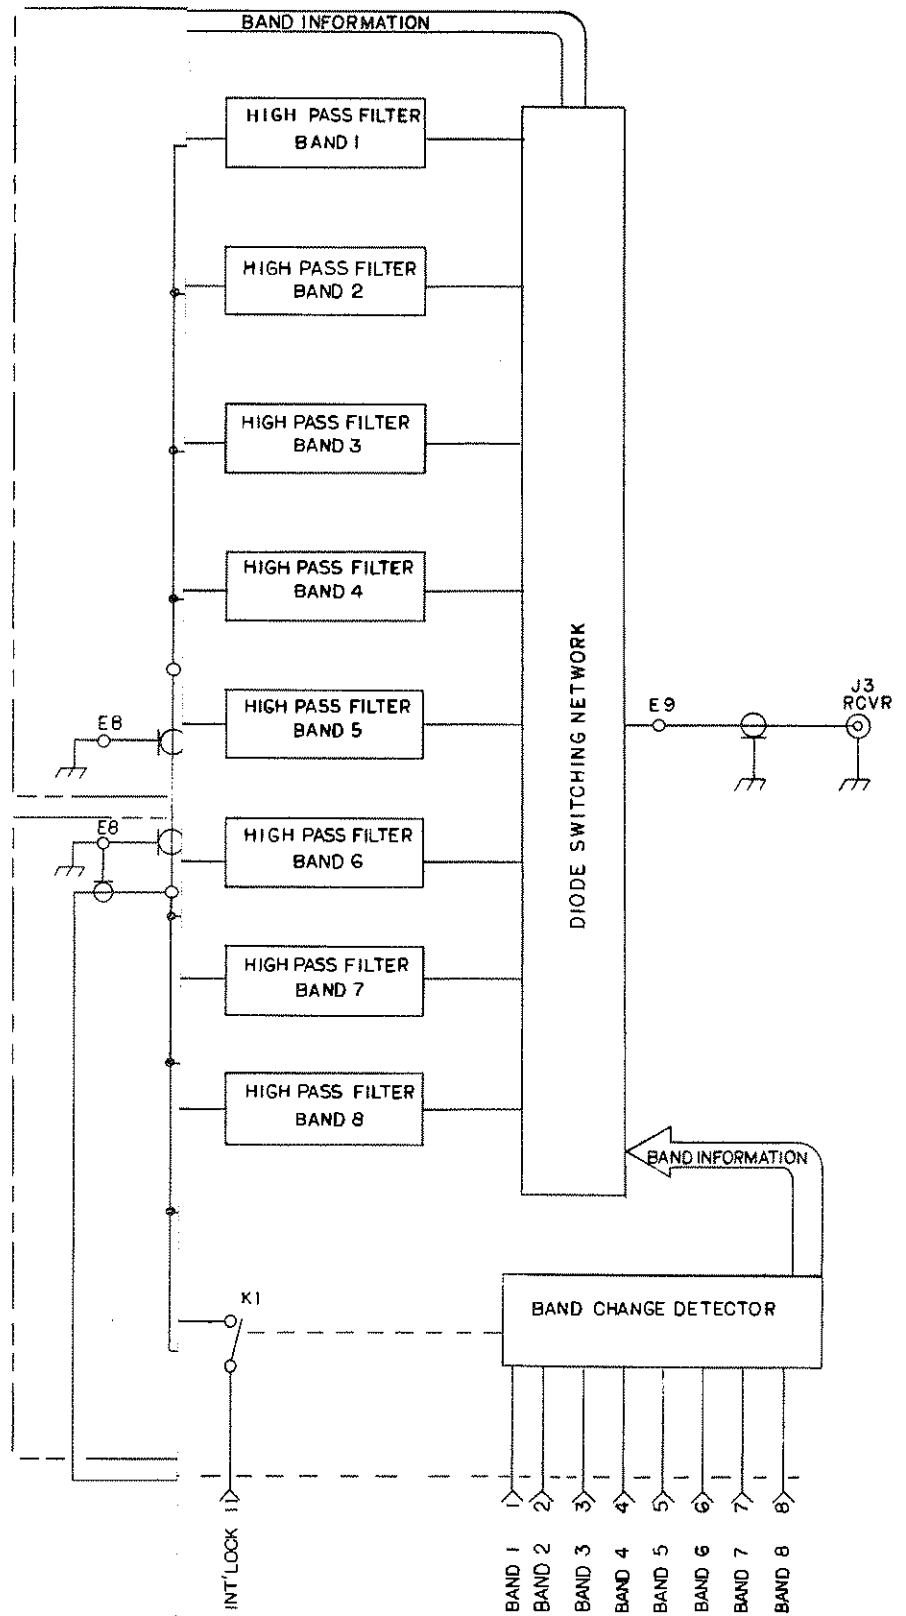 BAND INFORMATION
HIGH PASS FILTER
BAND 1
HIGH PASS FILTER
BAND 2
HIGH PASS FILTER
BAND 3
HIGH PASS FILTER
BAND 4
HIGH PASS FILTER
BAND 5
HIGH PASS FILTER
BAND 6
HIGH PASS FILTER
BAND 7
HIGH PASS FILTER
BAND 8
DIODE SWITCHING NETWORK
E8
E8
E9
J3
RCVR
BAND INFORMATION
K1
BAND CHANGE DETECTOR
INT'LOCK 11
BAND 1 1
BAND 2 2
BAND 3 3
BAND 4 4
BAND 5 5
BAND 6 6
BAND 7 7
BAND 8 8